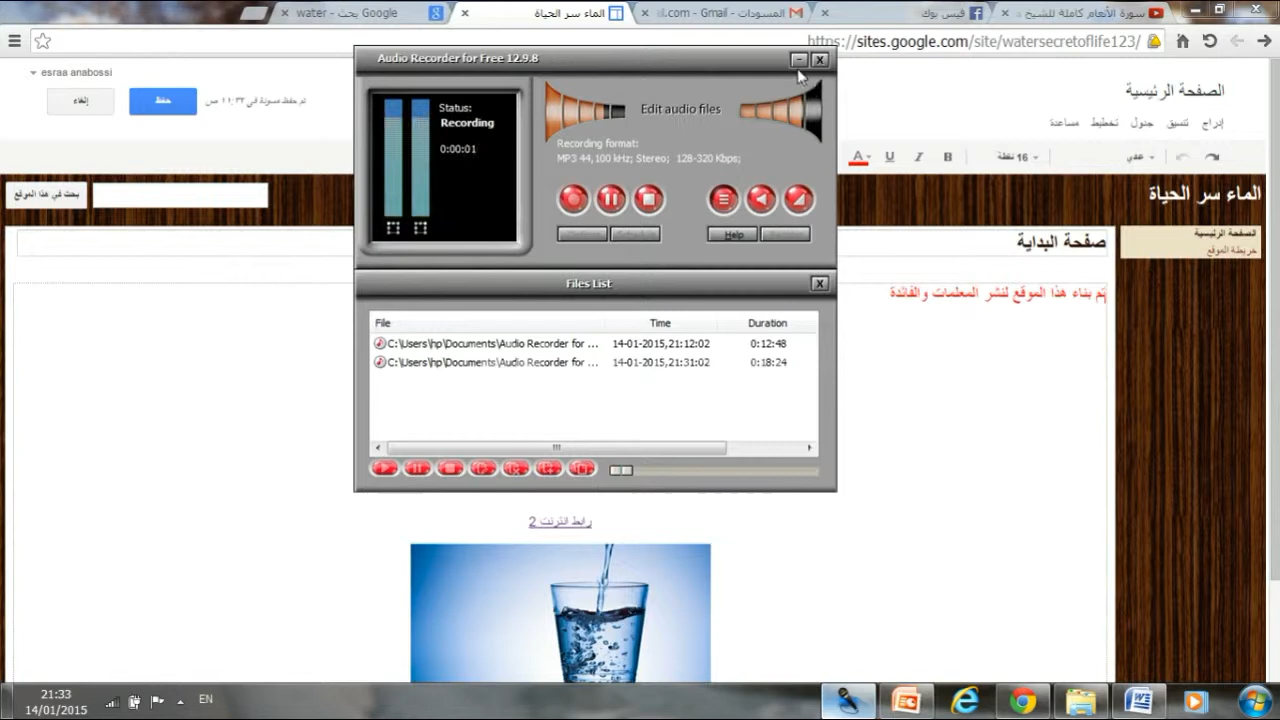 water - بحث Google
الماء سر الحياة
المسودات - Gmail
فيس بوك
سورة الأنعام كاملة للشيخ
https://sites.google.com/site/watersecretoflife123/
esraa anabossi
إلغاء
حفظ
الصفحة الرئيسية
إدراج تنسيق جدول تخطيط مساعدة
16 نقطة
عادي
A U I B
بحث في هذا الموقع
الماء سر الحياة
الصفحة الرئيسية
خريطة الموقع
صفحة البداية
تم بناء هذا الموقع لنشر المعلمات والفائدة
Audio Recorder for Free 12.9.8
Status:
Recording
0:00:01
Edit audio files
Recording format:
MP3 44,100 kHz; Stereo; 128-320 Kbps;
Help
Files List
File Time Duration
C:\Users\hp\Documents\Audio Recorder for ... 14-01-2015,21:12:02 0:12:48
C:\Users\hp\Documents\Audio Recorder for ... 14-01-2015,21:31:02 0:18:24
رابط انترنت 2
21:33
14/01/2015
EN